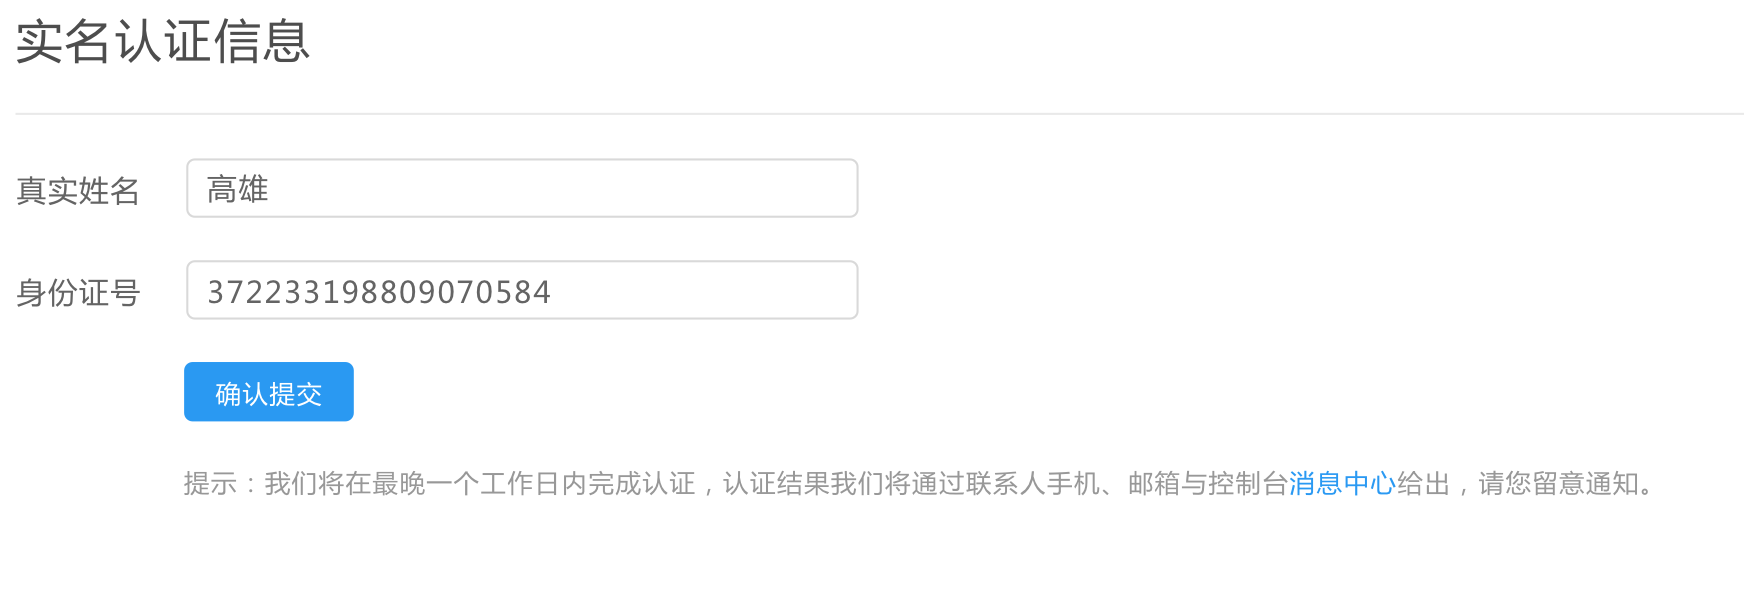 实名认证信息
真实姓名 高雄
身份证号 372233198809070584
确认提交
提示：我们将在最晚一个工作日内完成认证，认证结果我们将通过联系人手机、邮箱与控制台消息中心给出，请您留意通知。